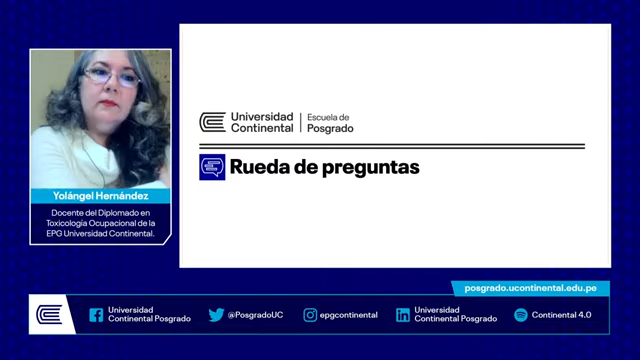 Yolángel Hernández
Docente del Diplomado en
Toxicología Ocupacional de la
EPG Universidad Continental.
Universidad
Continental
Escuela de
Posgrado
Rueda de preguntas
posgrado.ucontinental.edu.pe
Universidad
Continental Posgrado
@PosgradoUC
epgcontinental
Universidad
Continental Posgrado
Continental 4.0